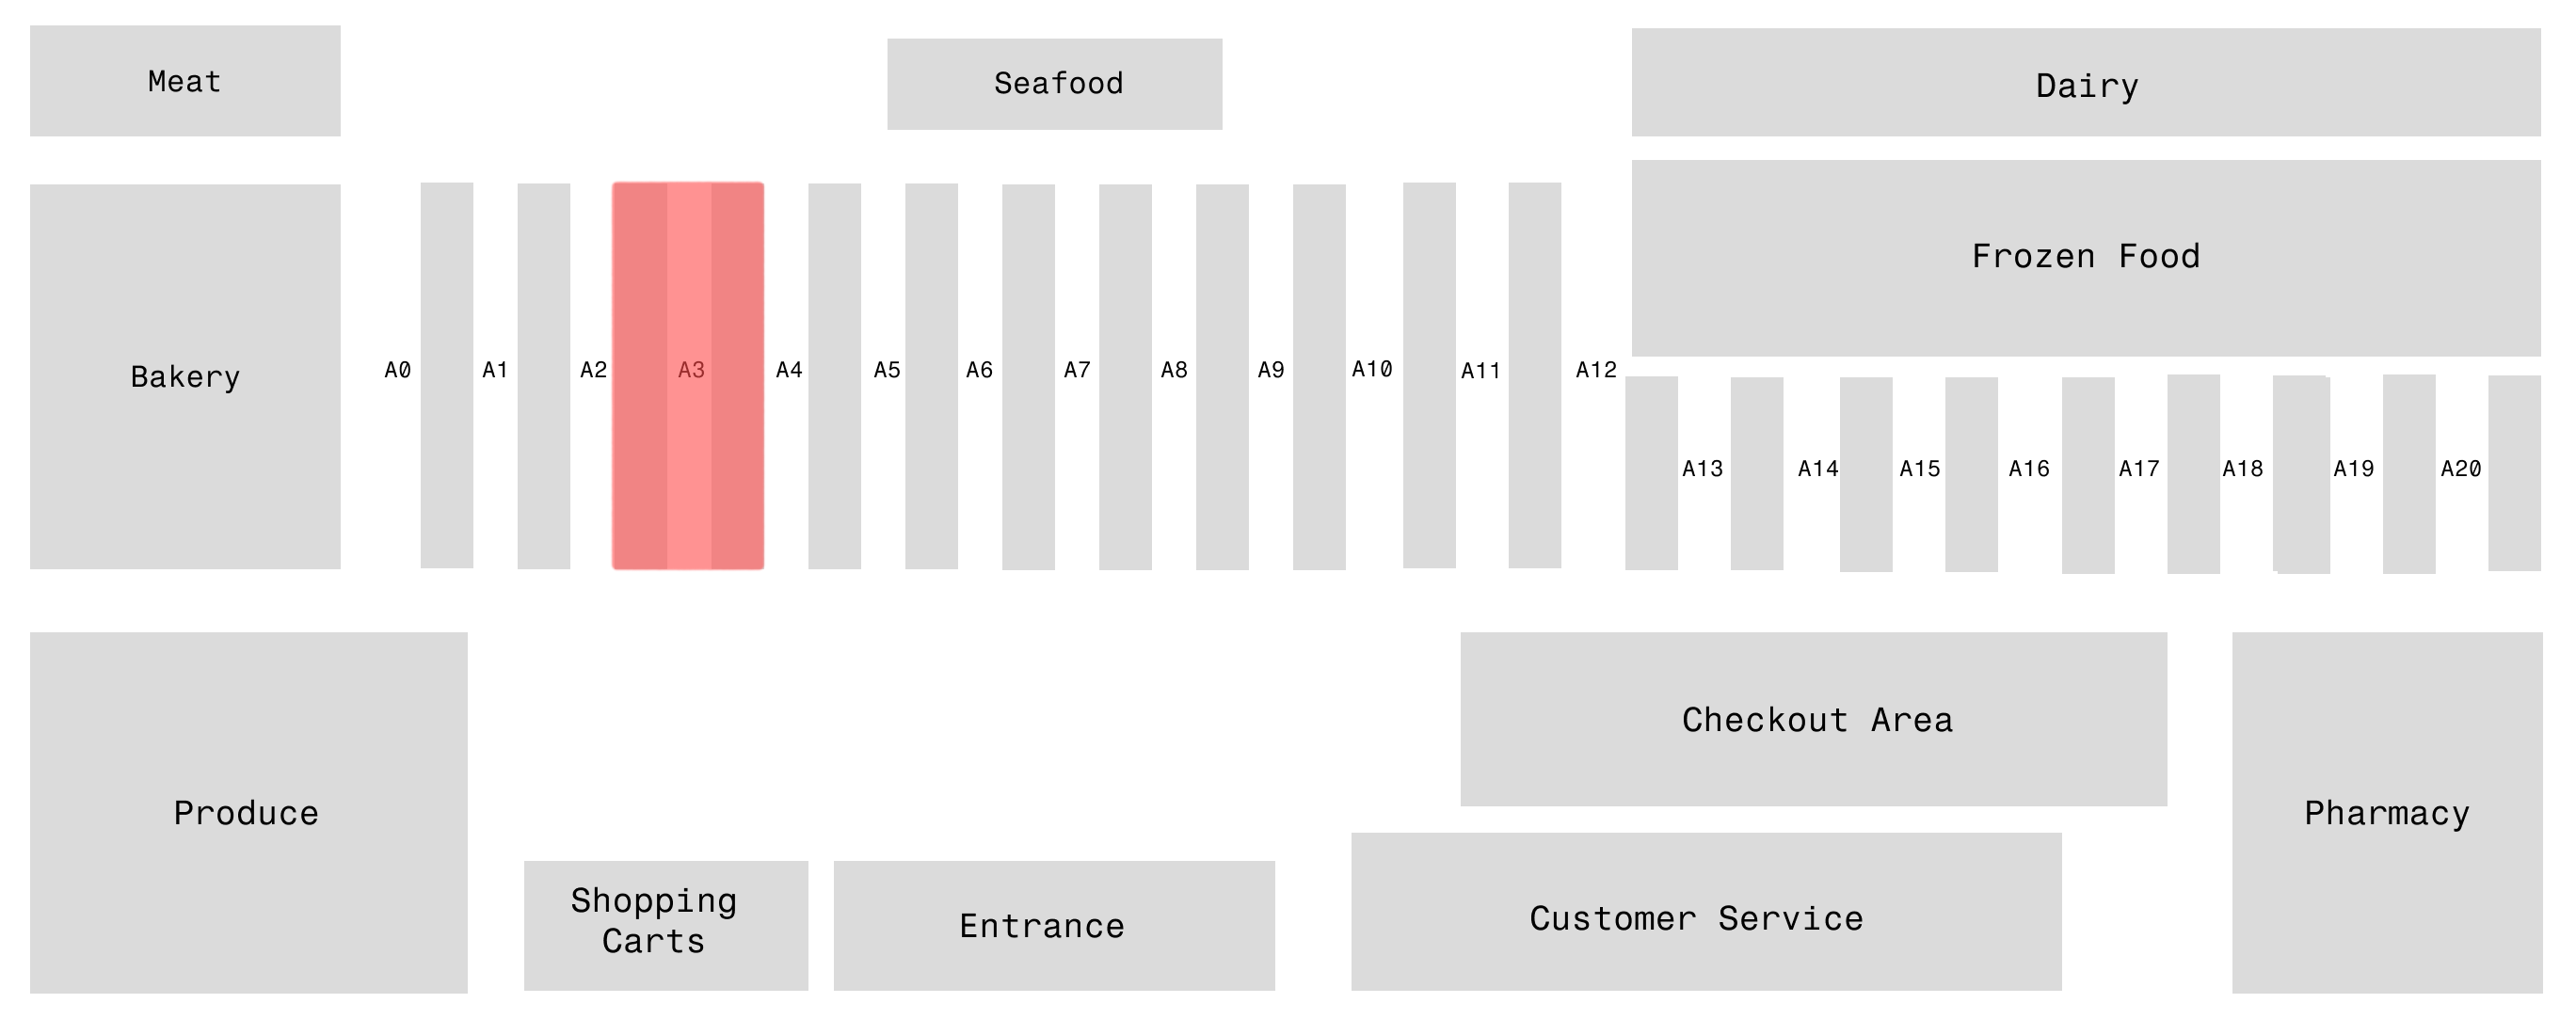 Meat
Seafood
Dairy
Frozen Food
Bakery
A0
A1
A2
A3
A4
A5
A6
A7
A8
A9
A10
A11
A12
A13
A14
A15
A16
A17
A18
A19
A20
Produce
Checkout Area
Pharmacy
Shopping
Carts
Entrance
Customer Service